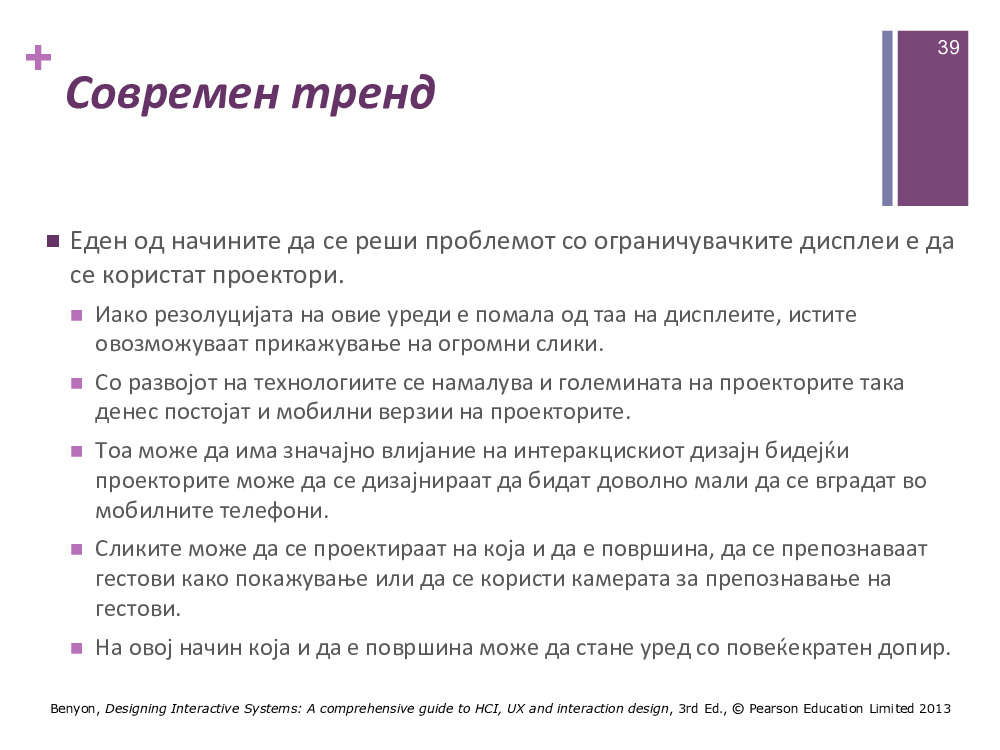 39
+
Современ тренд
Еден од начините да се реши проблемот со ограничувачките дисплеи е да
се користат проектори.
Иако резолуцијата на овие уреди е помала од таа на дисплеите, истите
овозможуваат прикажување на огромни слики.
Со развојот на технологиите се намалува и големината на проекторите така
денес постојат и мобилни верзии на проекторите.
Тоа може да има значајно влијание на интеракцискиот дизајн бидејќи
проекторите може да се дизајнираат да бидат доволно мали да се вградат во
мобилните телефони.
Сликите може да се проектираат на која и да е површина, да се препознаваат
гестови како покажување или да се користи камерата за препознавање на
гестови.
На овој начин која и да е површина може да стане уред со повеќекратен допир.
Benyon, Designing Interactive Systems: A comprehensive guide to HCI, UX and interaction design, 3rd Ed., © Pearson Education Limited 2013